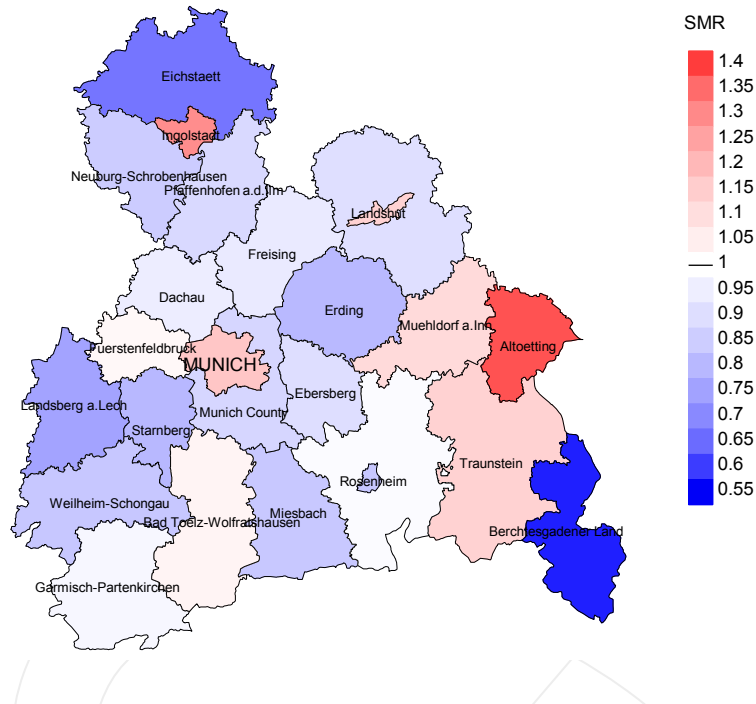 SMR
1.4
1.35
1.3
1.25
1.2
1.15
1.1
1.05
1
0.95
0.9
0.85
0.8
0.75
0.7
0.65
0.6
0.55
Eichstaett
Ingolstadt
Neuburg-Schrobenhausen
Pfaffenhofen a.d.Ilm
Landshut
Freising
Dachau
Erding
Muehldorf a.Inn
Fuerstenfeldbruck
Altoetting
MUNICH
Ebersberg
Landsberg a.Lech
Munich County
Starnberg
Traunstein
Rosenheim
Weilheim-Schongau
Miesbach
Bad Toelz-Wolfratshausen
Berchtesgadener Land
Garmisch-Partenkirchen